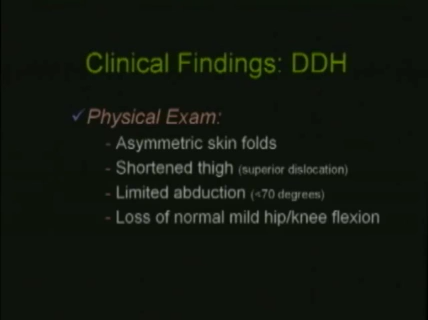 Clinical Findings: DDH
✓Physical Exam:
- Asymmetric skin folds
- Shortened thigh (superior dislocation)
- Limited abduction (<70 degrees)
- Loss of normal mild hip/knee flexion